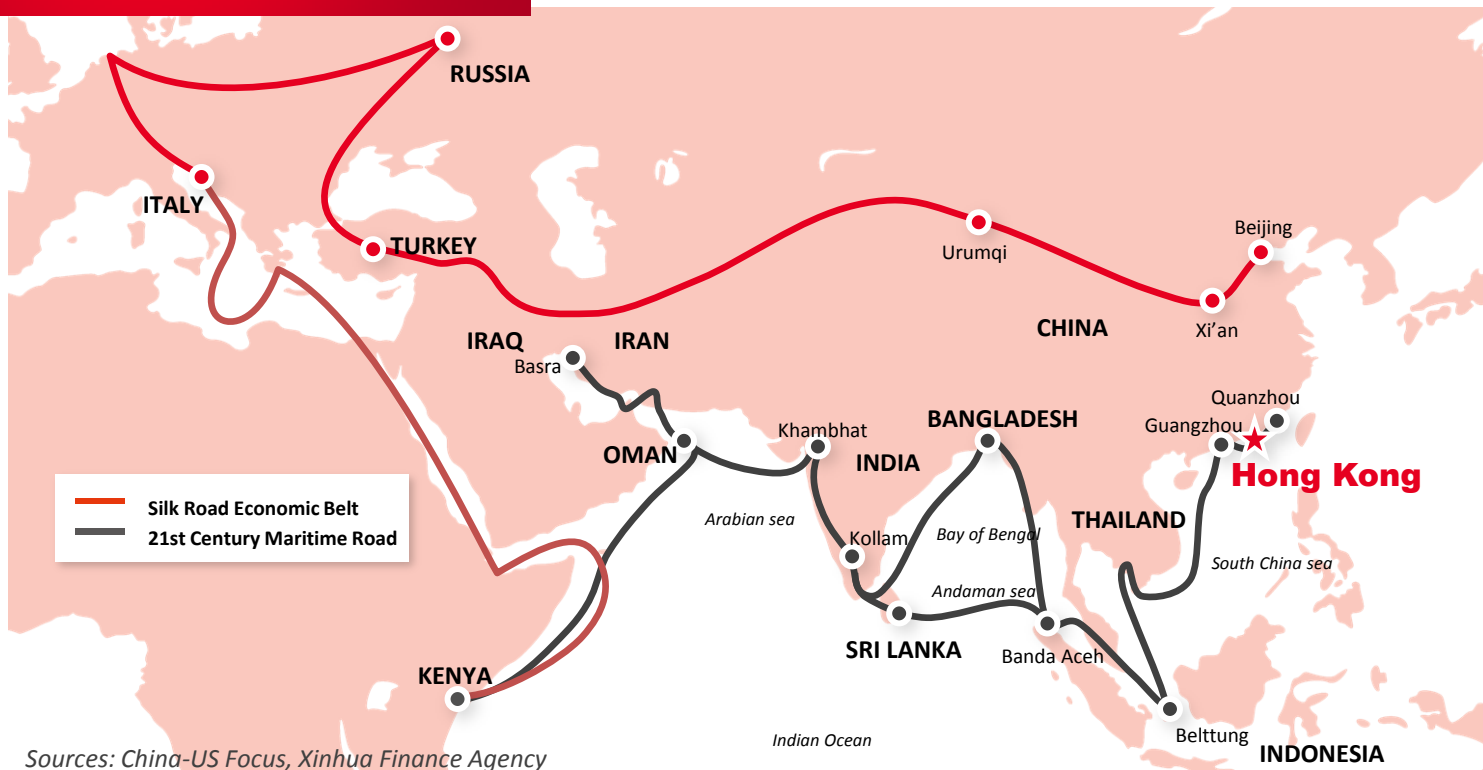 RUSSIA
ITALY
TURKEY
Urumqi
Beijing
Xi’an
CHINA
IRAQ
IRAN
Basra
Quanzhou
Guangzhou
Hong Kong
BANGLADESH
Khambhat
OMAN
INDIA
Silk Road Economic Belt
21st Century Maritime Road
Arabian sea
Bay of Bengal
THAILAND
Kollam
South China sea
Andaman sea
SRI LANKA
Banda Aceh
KENYA
Belttung
Indian Ocean
INDONESIA
Sources: China-US Focus, Xinhua Finance Agency